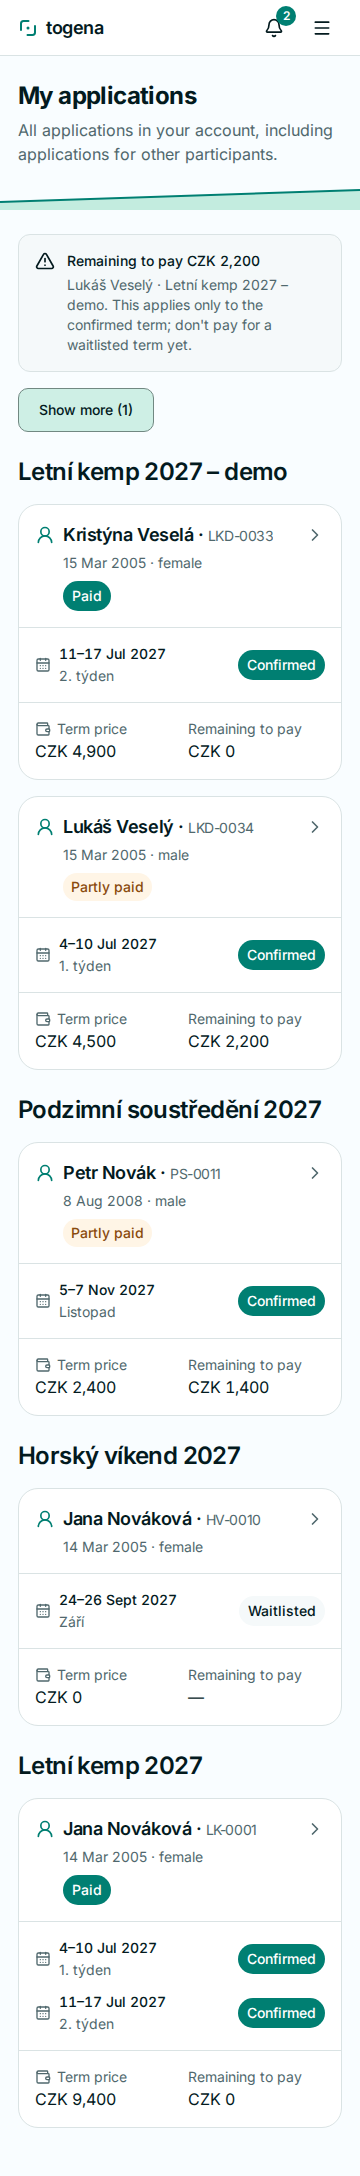 togena
2
My applications
All applications in your account, including
applications for other participants.
Remaining to pay CZK 2,200
Lukáš Veselý · Letní kemp 2027 –
demo. This applies only to the
confirmed term; don't pay for a
waitlisted term yet.
Show more (1)
Letní kemp 2027 – demo
Kristýna Veselá · LKD-0033
15 Mar 2005 · female
Paid
11–17 Jul 2027
2. týden
Confirmed
Term price
CZK 4,900
Remaining to pay
CZK 0
Lukáš Veselý · LKD-0034
15 Mar 2005 · male
Partly paid
4–10 Jul 2027
1. týden
Confirmed
Term price
CZK 4,500
Remaining to pay
CZK 2,200
Podzimní soustředění 2027
Petr Novák · PS-0011
8 Aug 2008 · male
Partly paid
5–7 Nov 2027
Listopad
Confirmed
Term price
CZK 2,400
Remaining to pay
CZK 1,400
Horský víkend 2027
Jana Nováková · HV-0010
14 Mar 2005 · female
24–26 Sept 2027
Září
Waitlisted
Term price
CZK 0
Remaining to pay
—
Letní kemp 2027
Jana Nováková · LK-0001
14 Mar 2005 · female
Paid
4–10 Jul 2027
1. týden
Confirmed
11–17 Jul 2027
2. týden
Confirmed
Term price
CZK 9,400
Remaining to pay
CZK 0